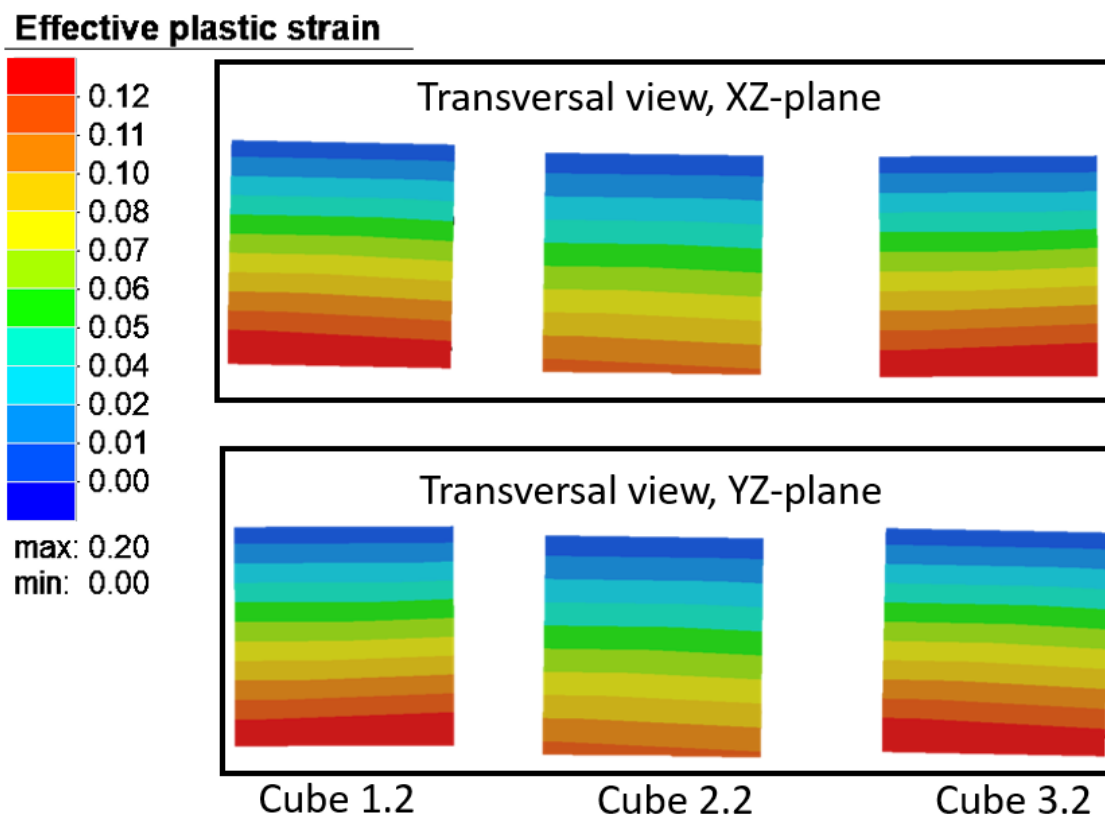 Effective plastic strain
0.12
0.11
0.10
0.08
0.07
0.06
0.05
0.04
0.02
0.01
0.00
max: 0.20
min: 0.00
Transversal view, XZ-plane
Transversal view, YZ-plane
Cube 1.2
Cube 2.2
Cube 3.2